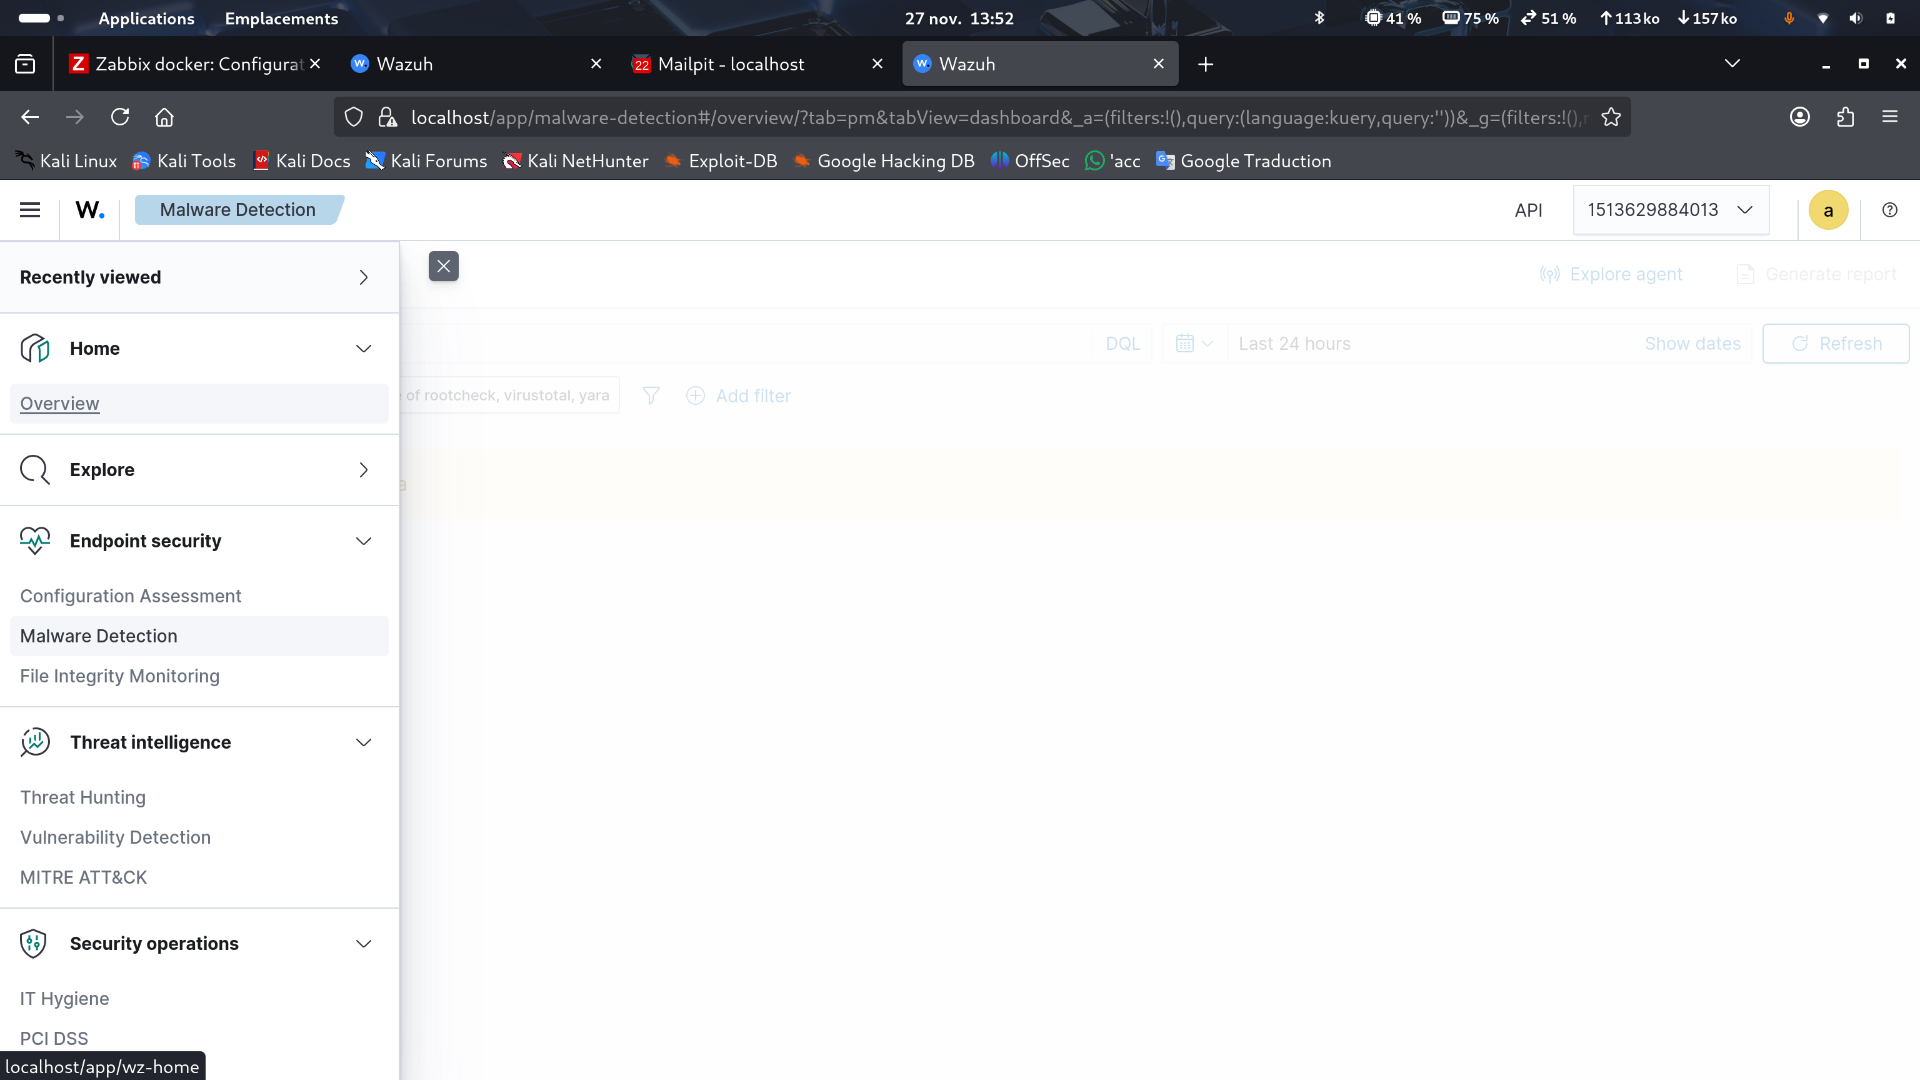 Applications Emplacements 27 nov. 13:52 41 % 75 % 51 % 113 ko 157 ko
Zabbix docker: Configurat Wazuh 22 Mailpit - localhost Wazuh
localhost/app/malware-detection#/overview/?tab=pm&tabView=dashboard&_a=(filters:!(),query:(language:kuery,query:''))&_g=(filters:!(),
Kali Linux Kali Tools Kali Docs Kali Forums Kali NetHunter Exploit-DB Google Hacking DB OffSec 'acc Google Traduction
W. Malware Detection API 1513629884013 a
Recently viewed
Explore agent Generate report
Home
DQL Last 24 hours Show dates Refresh
Overview
of rootcheck, virustotal, yara Add filter
Explore
Endpoint security
Configuration Assessment
Malware Detection
File Integrity Monitoring
Threat intelligence
Threat Hunting
Vulnerability Detection
MITRE ATT&CK
Security operations
IT Hygiene
PCI DSS
localhost/app/wz-home